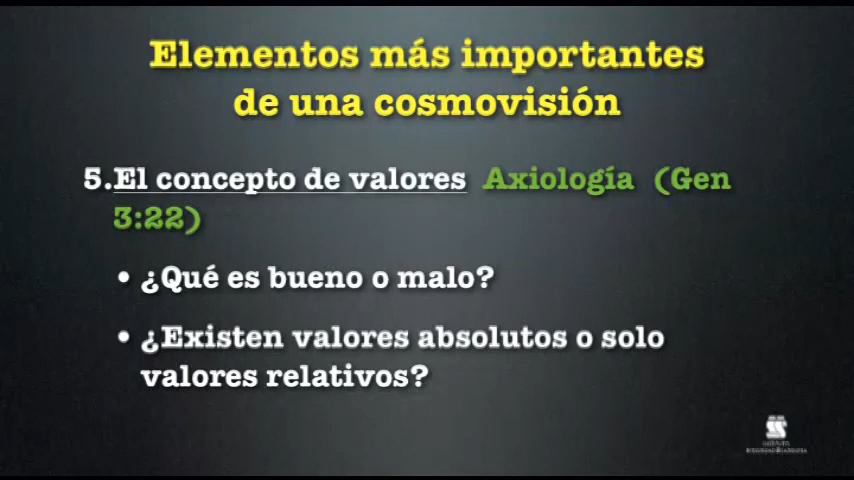 Elementos más importantes
de una cosmovisión
5.El concepto de valores Axiología (Gen
3:22)
• ¿Qué es bueno o malo?
• ¿Existen valores absolutos o solo
valores relativos?